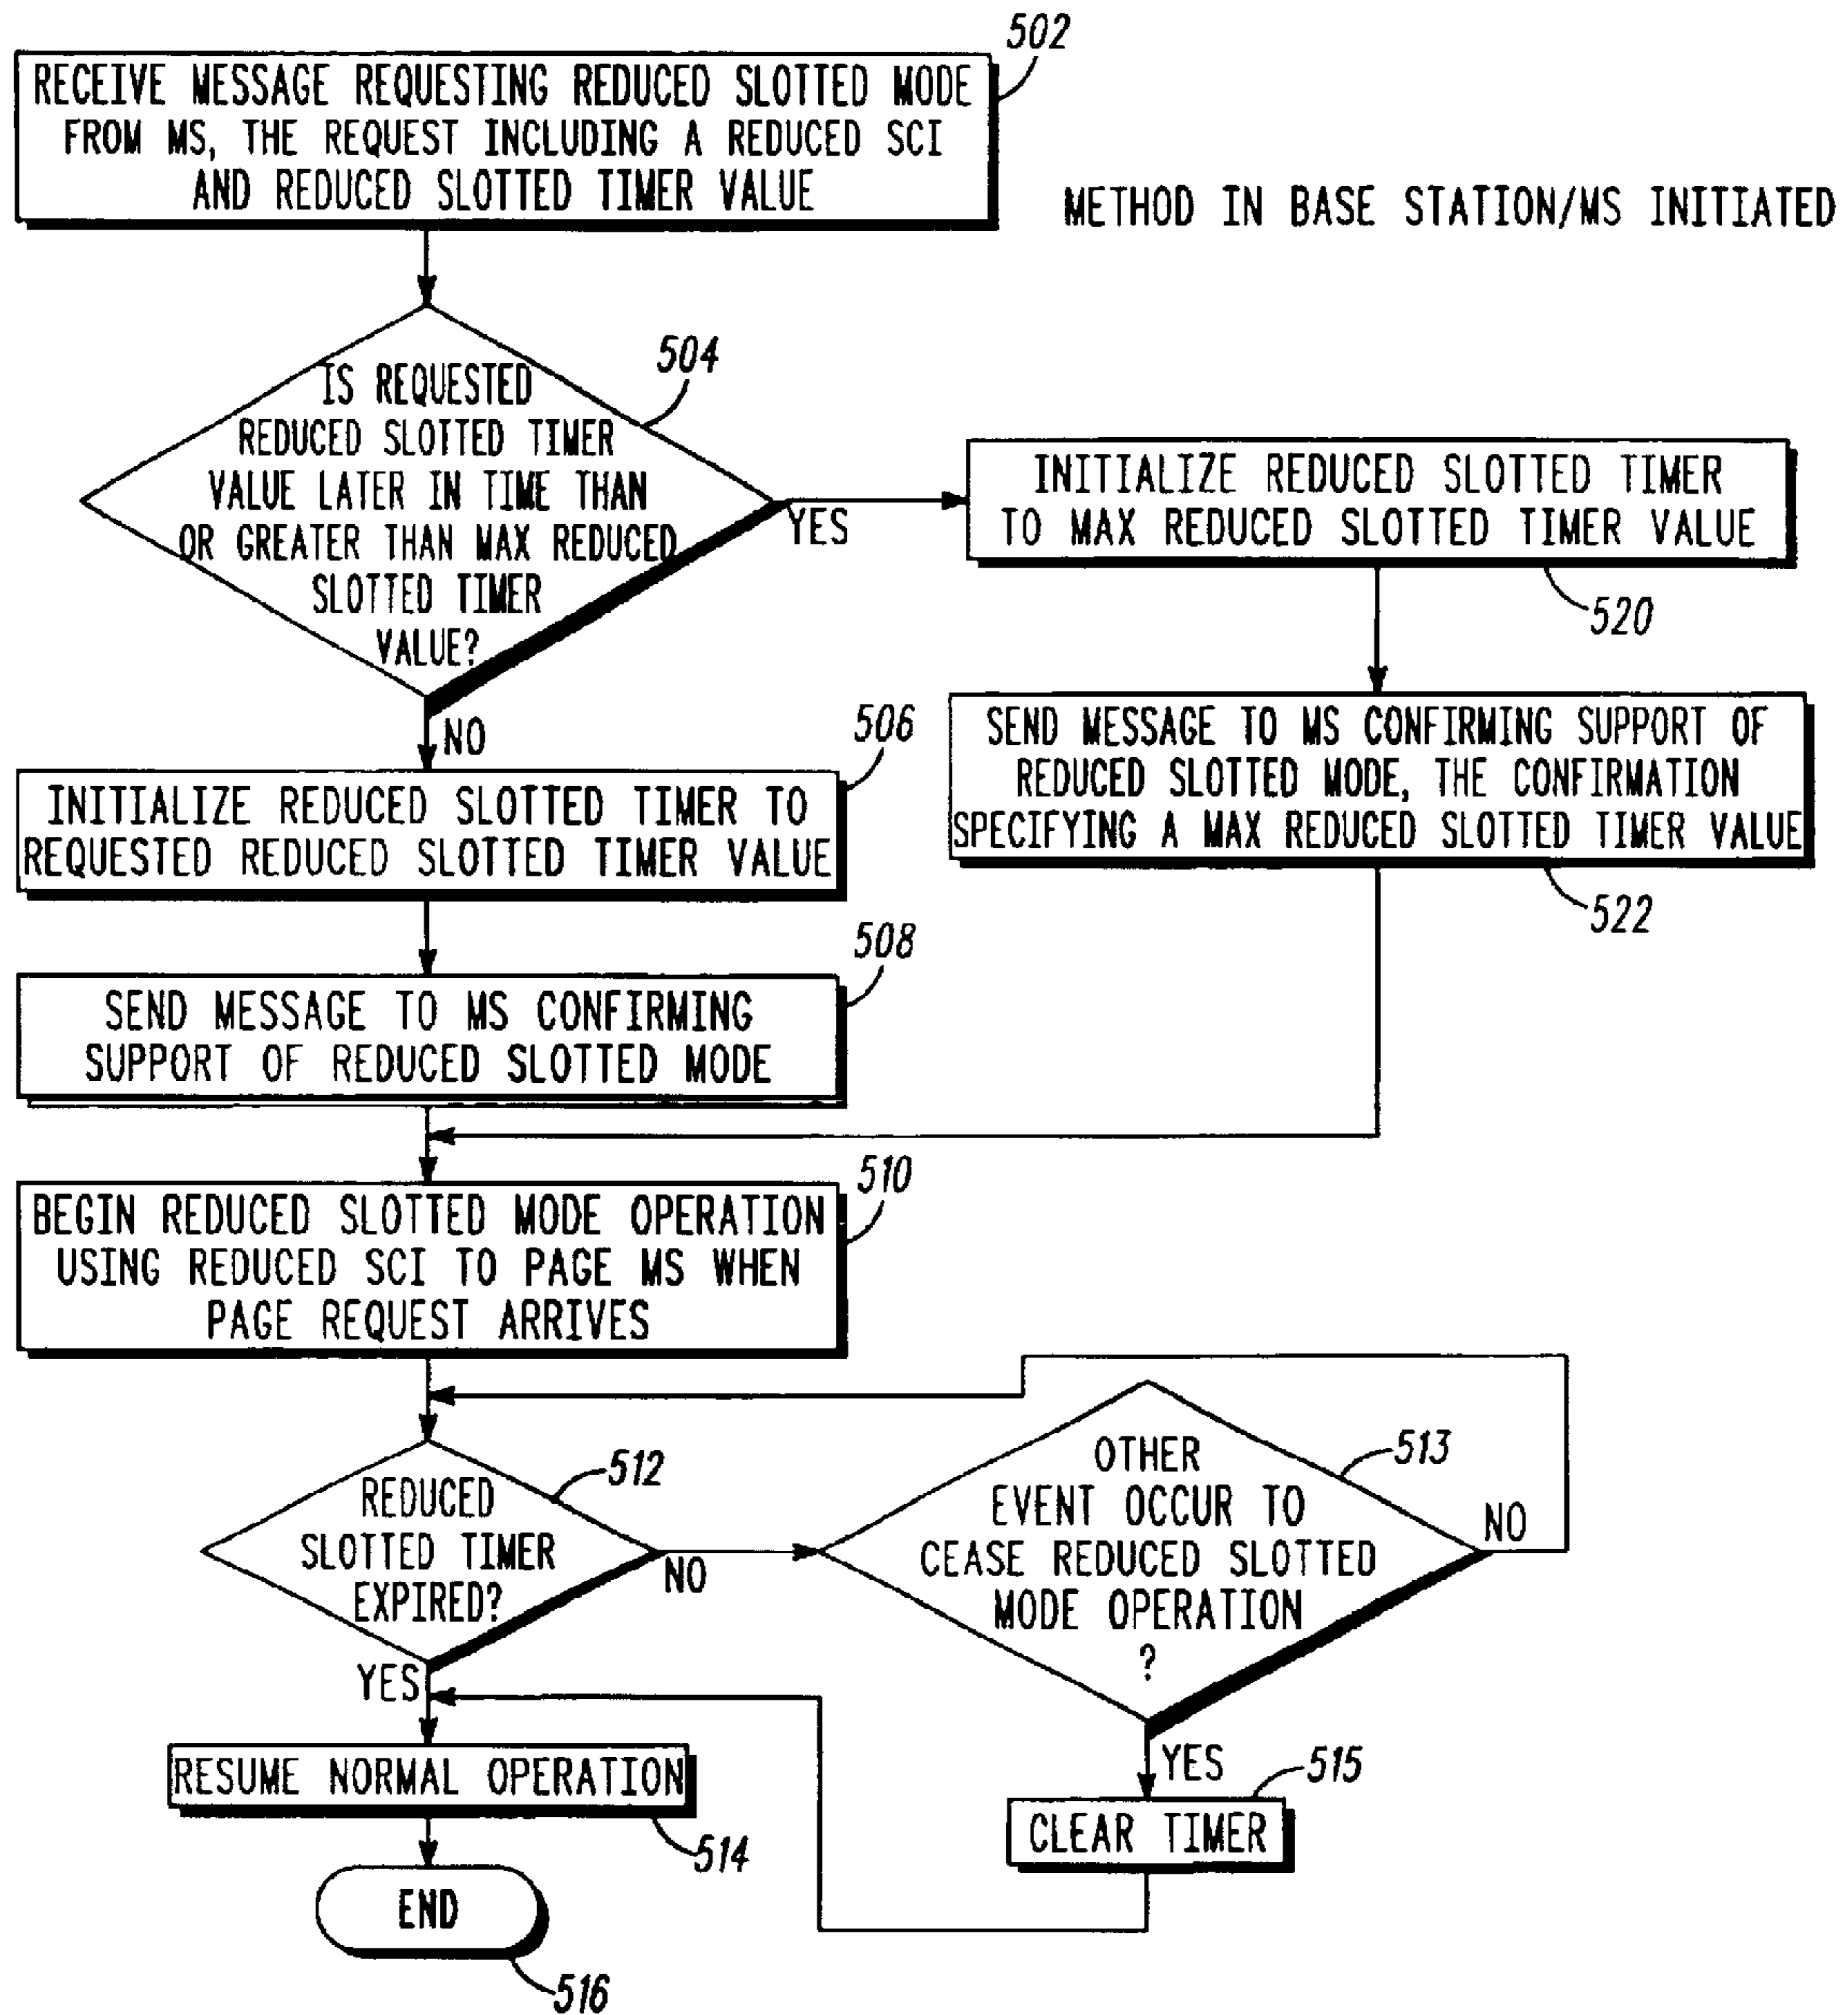 502
RECEIVE MESSAGE REQUESTING REDUCED SLOTTED MODE
FROM MS, THE REQUEST INCLUDING A REDUCED SCI
AND REDUCED SLOTTED TIMER VALUE
METHOD IN BASE STATION/MS INITIATED
504
IS REQUESTED
REDUCED SLOTTED TIMER
VALUE LATER IN TIME THAN
OR GREATER THAN MAX REDUCED
SLOTTED TIMER
VALUE?
YES
INITIALIZE REDUCED SLOTTED TIMER
TO MAX REDUCED SLOTTED TIMER VALUE
520
SEND MESSAGE TO MS CONFIRMING SUPPORT OF
REDUCED SLOTTED MODE, THE CONFIRMATION
SPECIFYING A MAX REDUCED SLOTTED TIMER VALUE
522
NO
506
INITIALIZE REDUCED SLOTTED TIMER TO
REQUESTED REDUCED SLOTTED TIMER VALUE
508
SEND MESSAGE TO MS CONFIRMING
SUPPORT OF REDUCED SLOTTED MODE
510
BEGIN REDUCED SLOTTED MODE OPERATION
USING REDUCED SCI TO PAGE MS WHEN
PAGE REQUEST ARRIVES
512
REDUCED
SLOTTED TIMER
EXPIRED?
NO
513
OTHER
EVENT OCCUR TO
CEASE REDUCED SLOTTED
MODE OPERATION
?
NO
YES
YES
515
CLEAR TIMER
RESUME NORMAL OPERATION
514
END
516